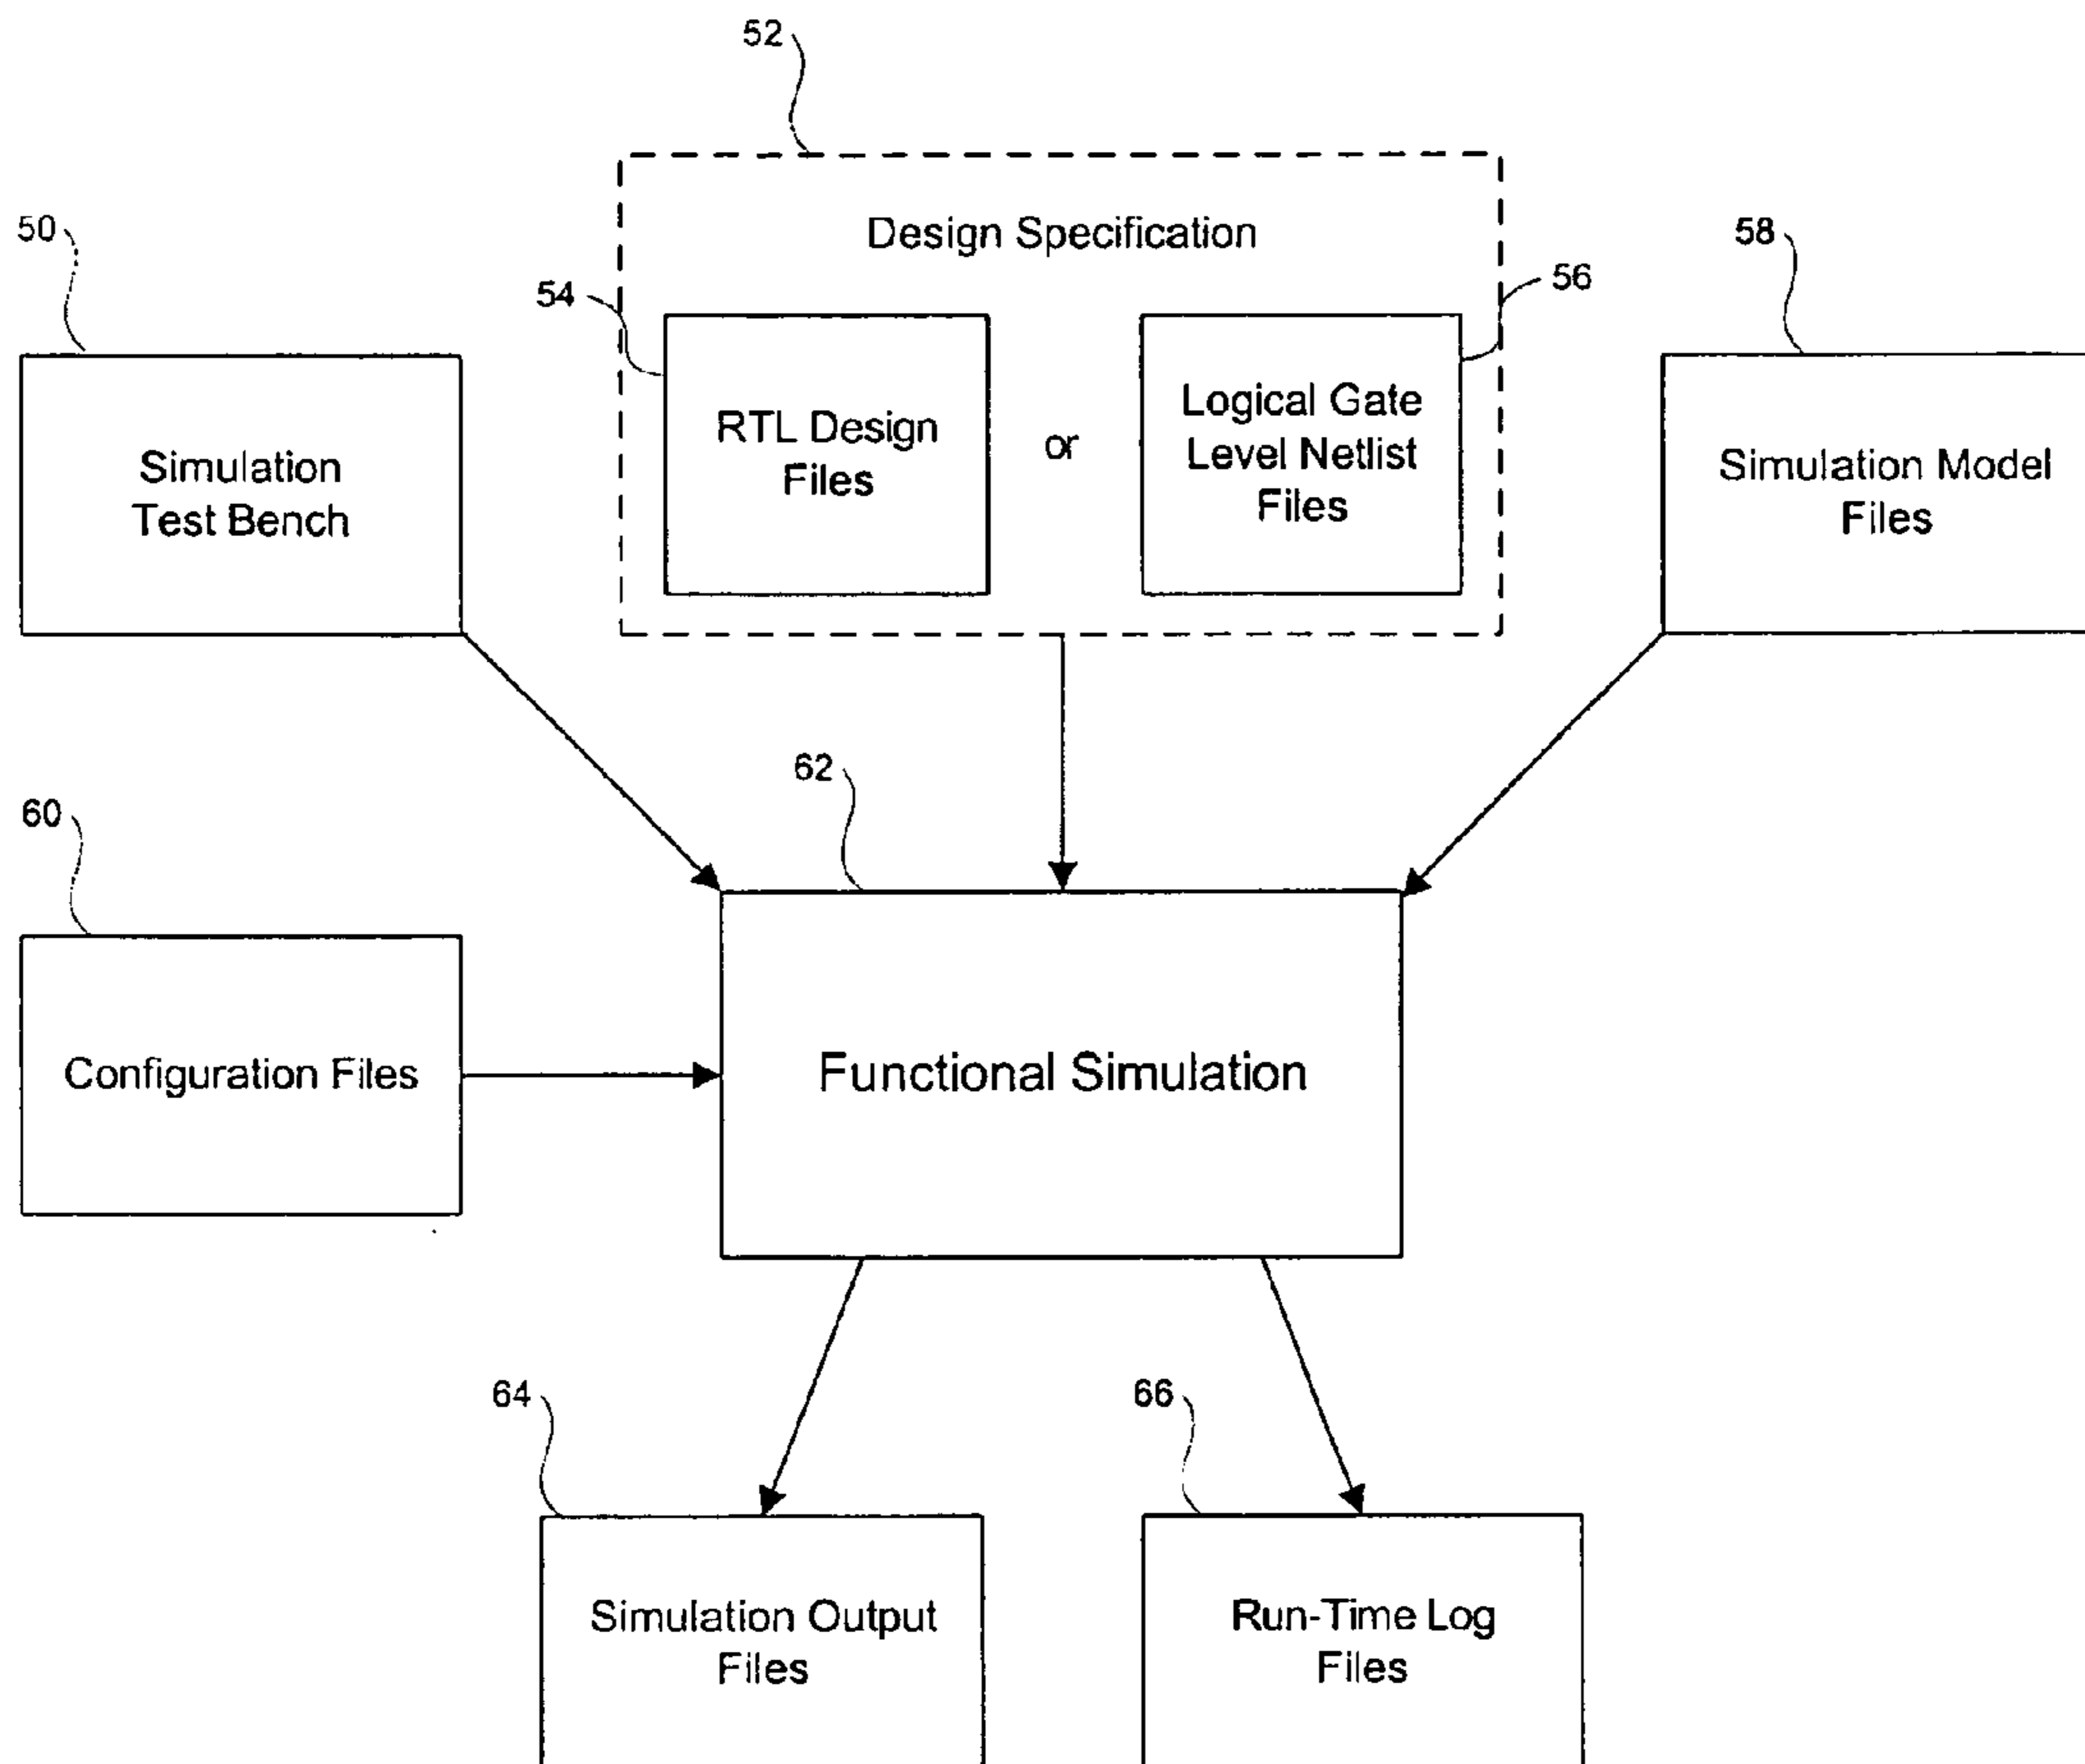 52
Design Specification
50
58
54
56
RTL Design
Files
or
Logical Gate
Level Netlist
Files
Simulation
Test Bench
Simulation Model
Files
62
60
Configuration Files
Functional Simulation
64
66
Simulation Output
Files
Run-Time Log
Files